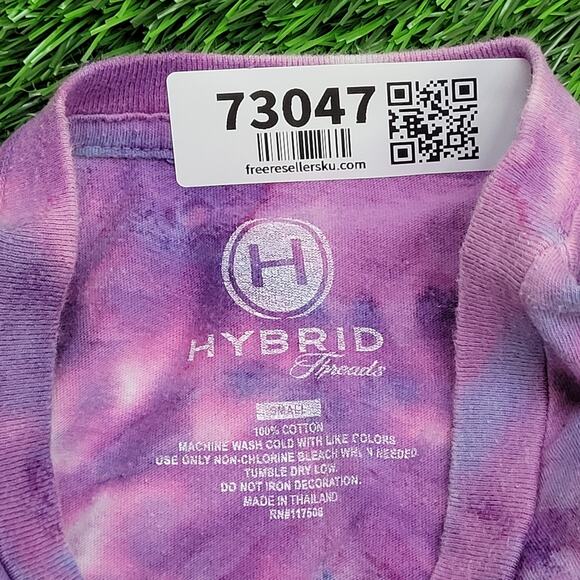 73047
freeresellersku.com
H
HYBRID
Threads
SMALL
100% COTTON
MACHINE WASH COLD WITH LIKE COLORS
USE ONLY NON-CHLORINE BLEACH WHEN NEEDED
TUMBLE DRY LOW.
DO NOT IRON DECORATION.
MADE IN THAILAND
RN#117508